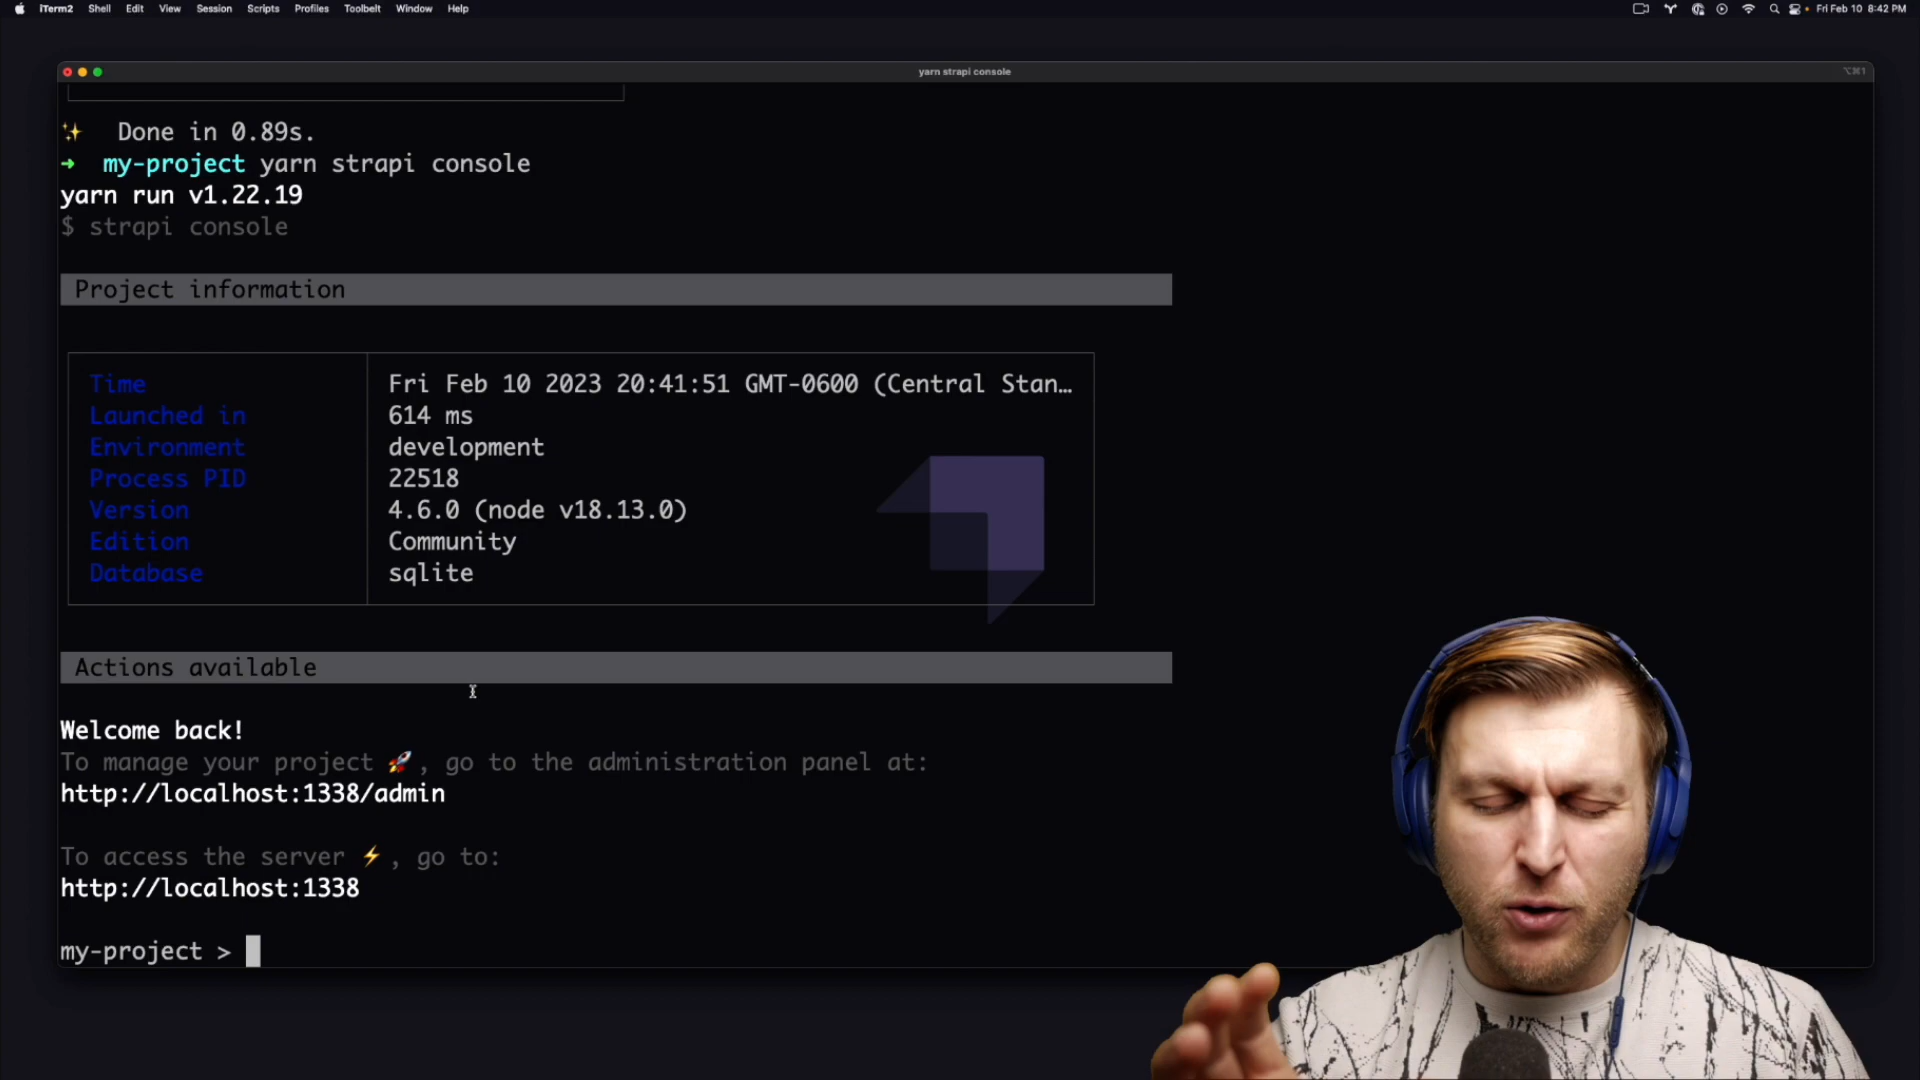 iTerm2 Shell Edit View Session Scripts Profiles Toolbelt Window Help Fri Feb 10 8:42 PM
yarn strapi console ⌥⌘1
✨ Done in 0.89s.
➜ my-project yarn strapi console
yarn run v1.22.19
$ strapi console
Project information
Time Fri Feb 10 2023 20:41:51 GMT-0600 (Central Stan…
Launched in 614 ms
Environment development
Process PID 22518
Version 4.6.0 (node v18.13.0)
Edition Community
Database sqlite
Actions available
Welcome back!
To manage your project 🚀, go to the administration panel at:
http://localhost:1338/admin
To access the server ⚡, go to:
http://localhost:1338
my-project >